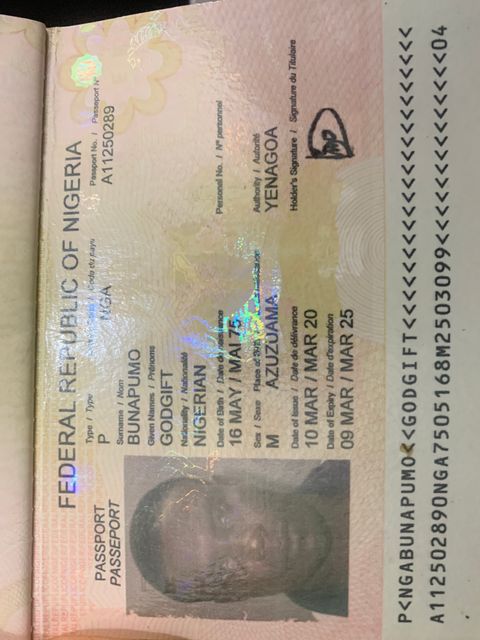 FEDERAL REPUBLIC OF NIGERIA
PASSPORT
PASSEPORT
Type / Type
Code du pays
Passport No. / Passeport N°
P
NGA
A11250289
Surname / Nom
BUNAPUMO
Given Names / Prénoms
GODGIFT
Nationality / Nationalité
NIGERIAN
Date of Birth / Date de naissance
Personal No. / N° personnel
16 MAY / MAI 75
Sex / Sexe
Place of
Authority / Autorité
M
AZUZUAMA
YENAGOA
Date of Issue / Date de délivrance
Holder's Signature / Signature du Titulaire
10 MAR / MAR 20
Date of Expiry / Date d'expiration
09 MAR / MAR 25
P<NGABUNAPUMO<<GODGIFT<<<<<<<<<<<<<<<<<<<<<<
A112502890NGA7505168M2503099<<<<<<<<<<<<<<04